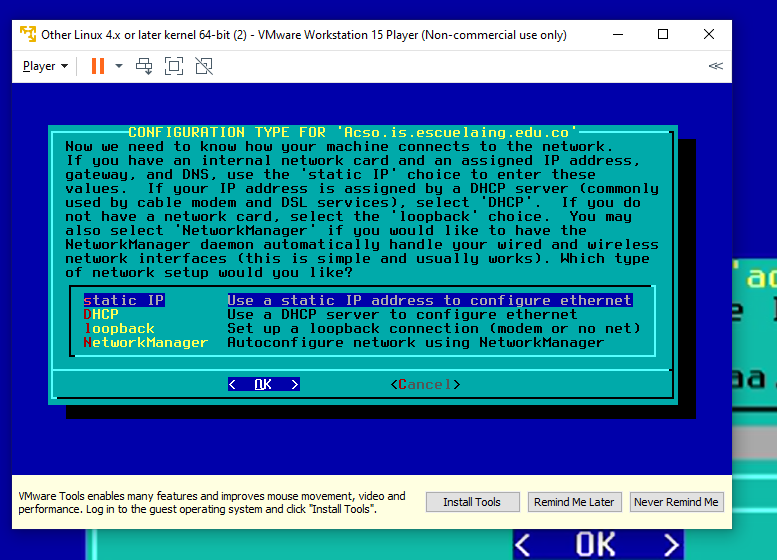 Other Linux 4.x or later kernel 64-bit (2) - VMware Workstation 15 Player (Non-commercial use only)
Player
CONFIGURATION TYPE FOR 'Acso.is.escuelaing.edu.co'
Now we need to know how your machine connects to the network.
If you have an internal network card and an assigned IP address,
gateway, and DNS, use the 'static IP' choice to enter these
values.  If your IP address is assigned by a DHCP server (commonly
used by cable modem and DSL services), select 'DHCP'.  If you do
not have a network card, select the 'loopback' choice.  You may
also select 'NetworkManager' if you would like to have the
NetworkManager daemon automatically handle your wired and wireless
network interfaces (this is simple and usually works). Which type
of network setup would you like?
static IP Use a static IP address to configure ethernet
DHCP Use a DHCP server to configure ethernet
loopback Set up a loopback connection (modem or no net)
NetworkManager Autoconfigure network using NetworkManager
< OK > <Cancel>
VMware Tools enables many features and improves mouse movement, video and
performance. Log in to the guest operating system and click "Install Tools".
Install Tools Remind Me Later Never Remind Me
< OK >